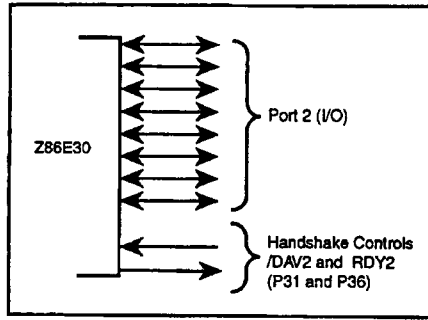 Z86E30
Port 2 (I/O)
Handshake Controls
/DAV2 and RDY2
(P31 and P36)